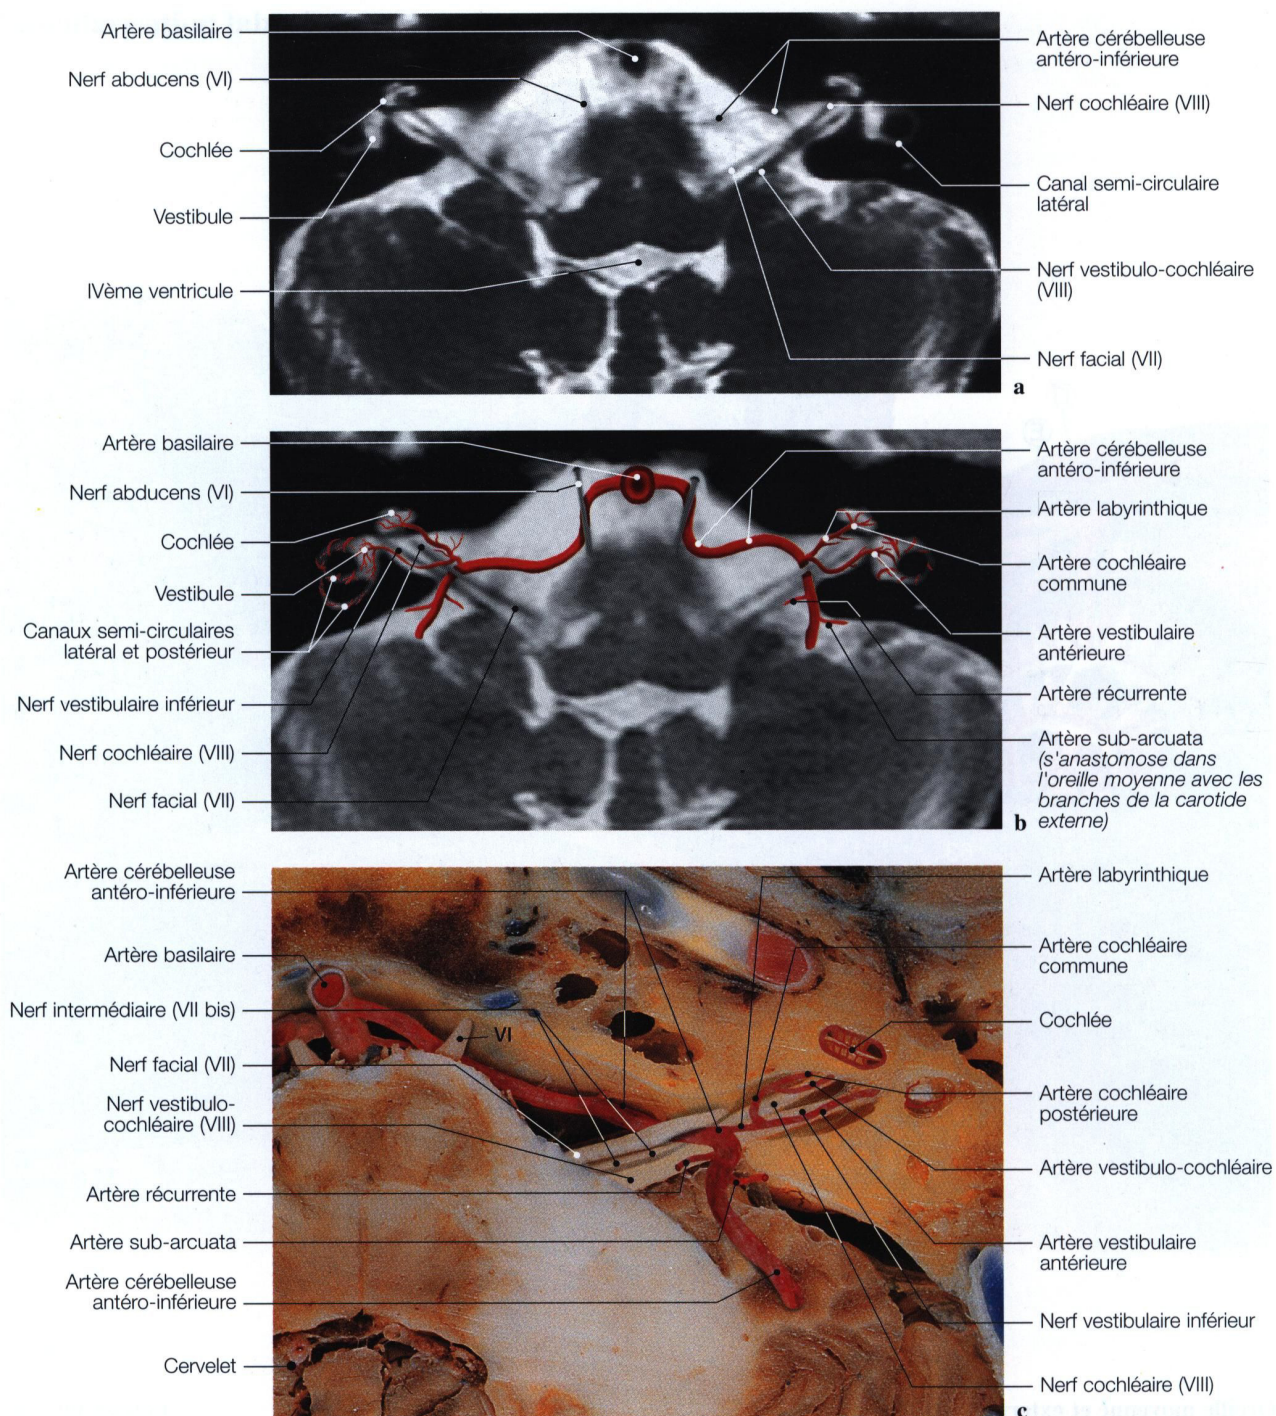 Artère basilaire
Nerf abducens (VI)
Cochlée
Vestibule
IVème ventricule
Artère cérébelleuse
antéro-inférieure
Nerf cochléaire (VIII)
Canal semi-circulaire
latéral
Nerf vestibulo-cochléaire
(VIII)
Nerf facial (VII)
a
Artère basilaire
Nerf abducens (VI)
Cochlée
Vestibule
Canaux semi-circulaires
latéral et postérieur
Nerf vestibulaire inférieur
Nerf cochléaire (VIII)
Nerf facial (VII)
Artère cérébelleuse
antéro-inférieure
Artère labyrinthique
Artère cochléaire
commune
Artère vestibulaire
antérieure
Artère récurrente
Artère sub-arcuata
(s'anastomose dans
l'oreille moyenne avec les
branches de la carotide
externe)
b
Artère cérébelleuse
antéro-inférieure
Artère basilaire
Nerf intermédiaire (VII bis)
Nerf facial (VII)
Nerf vestibulo-
cochléaire (VIII)
Artère récurrente
Artère sub-arcuata
Artère cérébelleuse
antéro-inférieure
Cervelet
VI
Artère labyrinthique
Artère cochléaire
commune
Cochlée
Artère cochléaire
postérieure
Artère vestibulo-cochléaire
Artère vestibulaire
antérieure
Nerf vestibulaire inférieur
Nerf cochléaire (VIII)
c